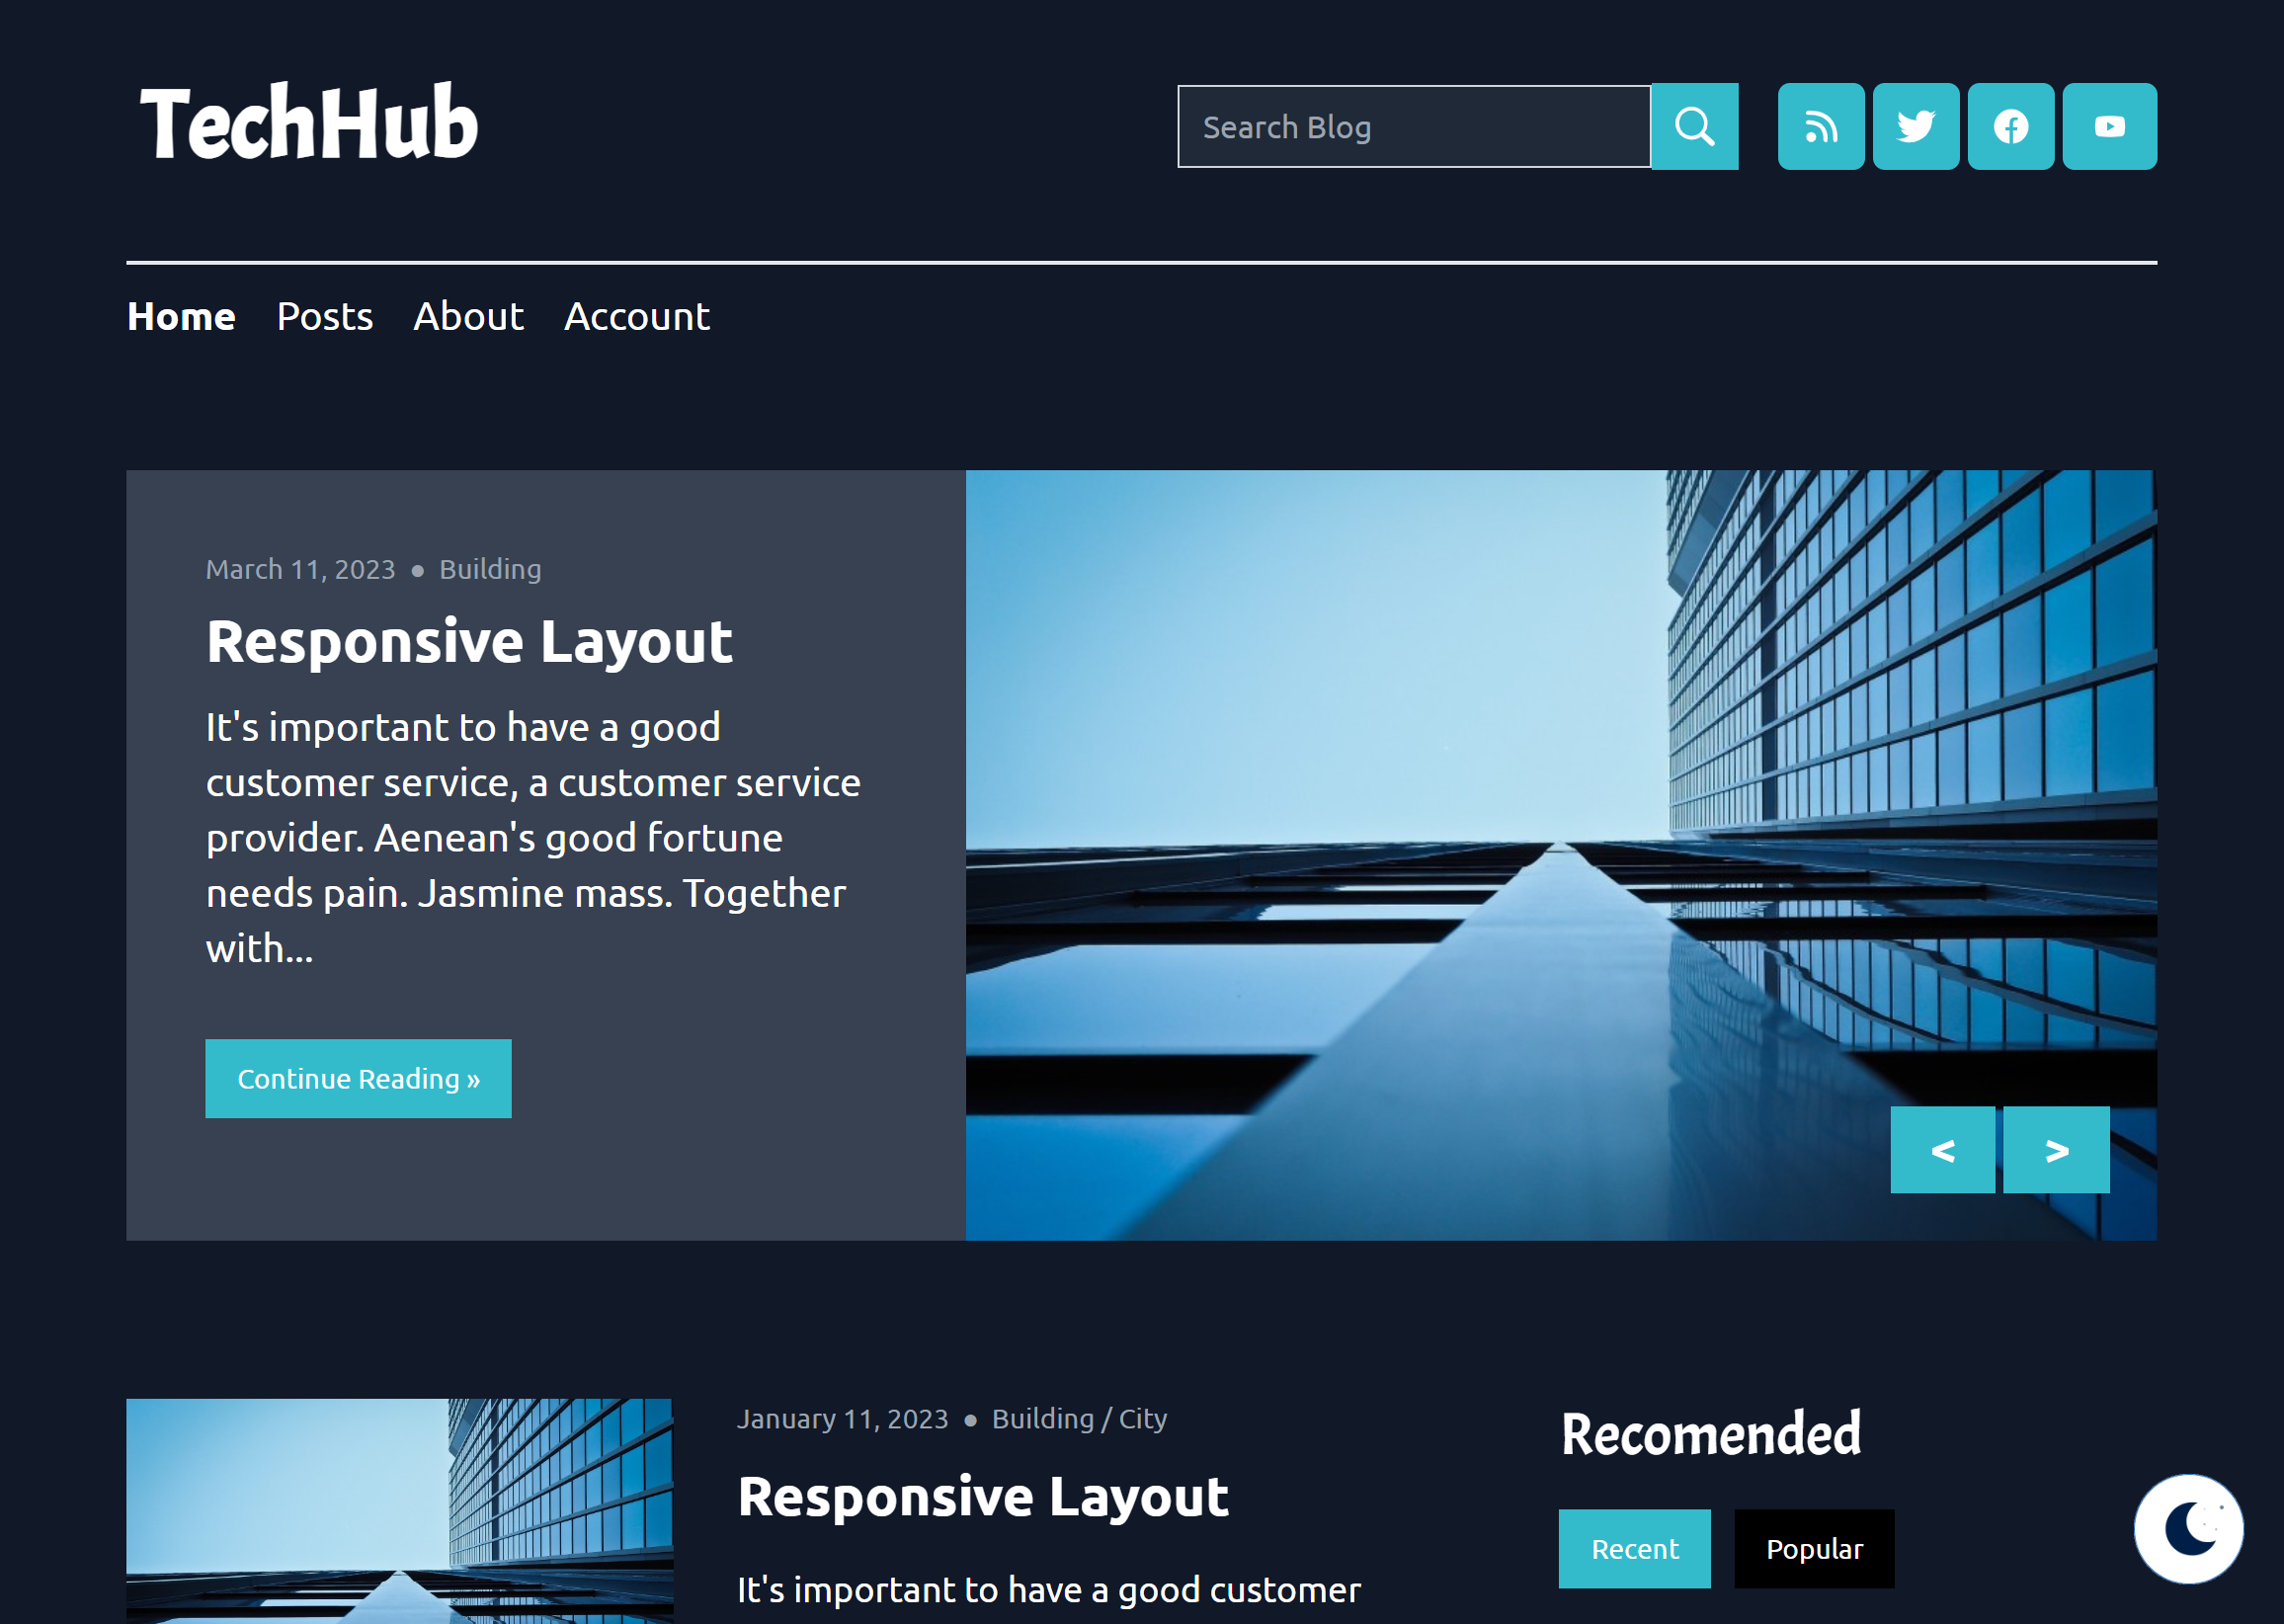 TechHub
Search Blog
Home Posts About Account
March 11, 2023 ● Building
Responsive Layout
It's important to have a good
customer service, a customer service
provider. Aenean's good fortune
needs pain. Jasmine mass. Together
with...
Continue Reading »
< >
January 11, 2023 ● Building / City
Responsive Layout
It's important to have a good customer
Recomended
Recent Popular